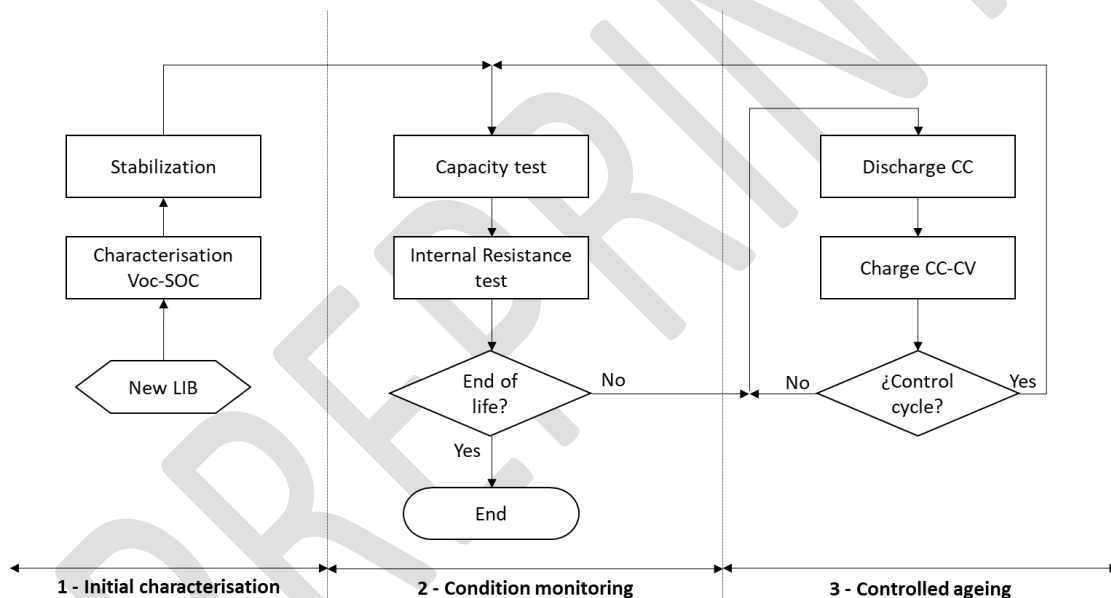 Stabilization
Characterisation
Voc-SOC
New LIB
1 - Initial characterisation
Capacity test
Internal Resistance
test
End of
life?
No
Yes
End
2 - Condition monitoring
Discharge CC
Charge CC-CV
¿Control
cycle?
No
Yes
3 - Controlled ageing
PREPRIN